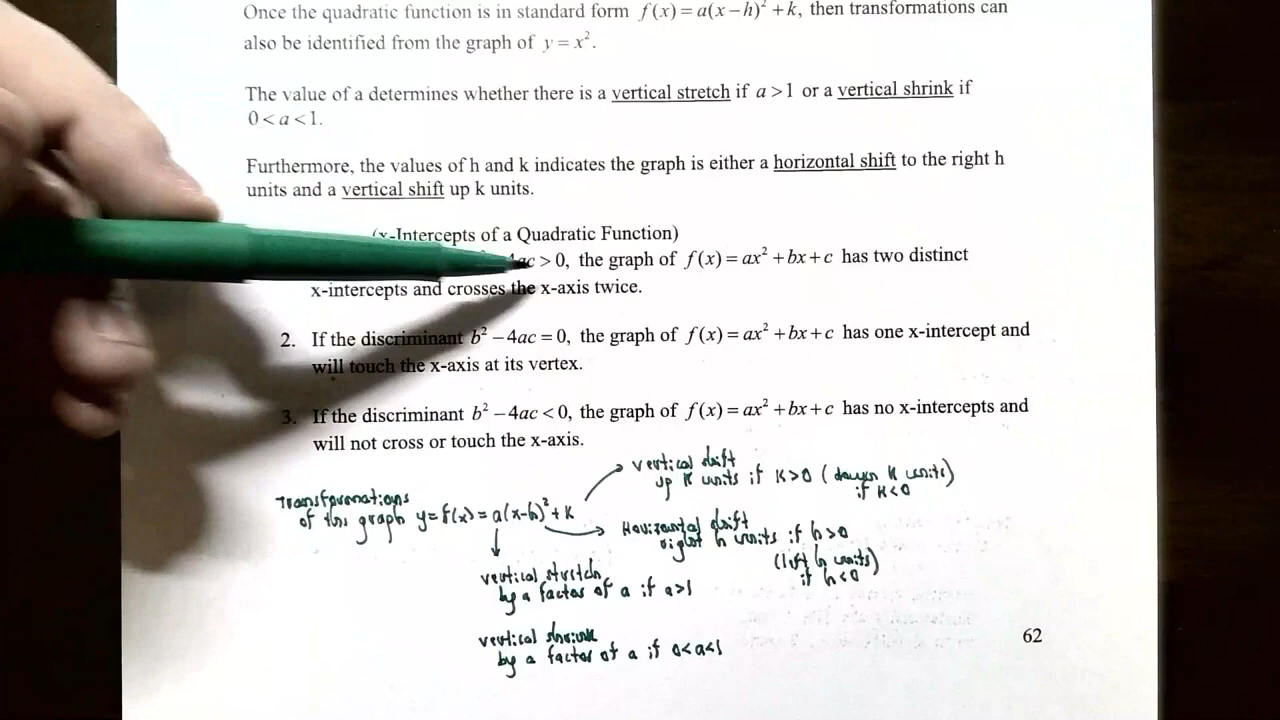 Once the quadratic function is in standard form f(x) = a(x−h)² + k, then transformations can
also be identified from the graph of y = x².
The value of a determines whether there is a vertical stretch if a > 1 or a vertical shrink if
0 < a < 1.
Furthermore, the values of h and k indicates the graph is either a horizontal shift to the right h
units and a vertical shift up k units.
(x-Intercepts of a Quadratic Function)
4ac > 0, the graph of f(x) = ax² + bx + c has two distinct
x-intercepts and crosses the x-axis twice.
2. If the discriminant b² − 4ac = 0, the graph of f(x) = ax² + bx + c has one x-intercept and
will touch the x-axis at its vertex.
3. If the discriminant b² − 4ac < 0, the graph of f(x) = ax² + bx + c has no x-intercepts and
will not cross or touch the x-axis.
vertical shift
up K units if K>0 (down K units)
if K<0
Transformations
of this graph y=f(x)=a(x-h)²+k
Horizontal shift
right h units if h>0
(left h units)
if h<0
vertical stretch
by a factor of a if a>1
vertical shrink
by a factor of a if 0<a<1
62